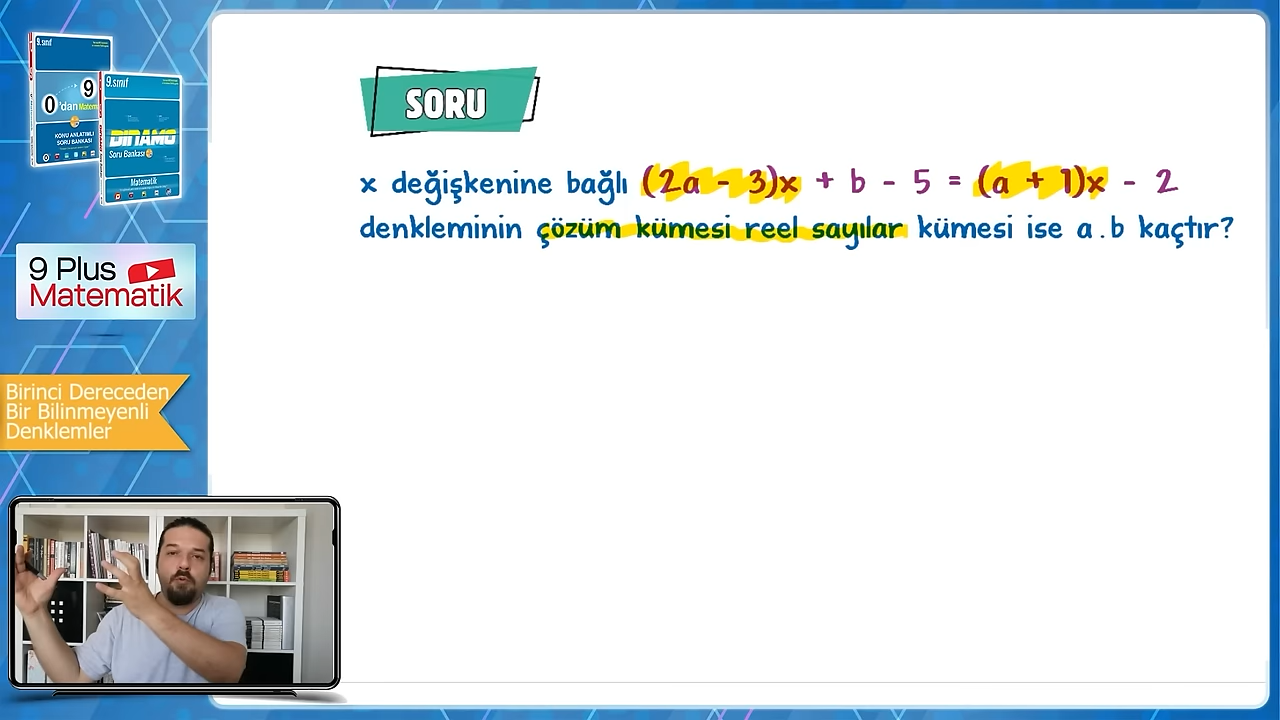 9.sınıf
0'dan 9
KONU ANLATIMLI
SORU BANKASI
9.sınıf
DİNAMO
Soru Bankası
Matematik
9 Plus
Matematik
Birinci Dereceden
Bir Bilinmeyenli
Denklemler
SORU
x değişkenine bağlı (2a - 3)x + b - 5 = (a + 1)x - 2
denkleminin çözüm kümesi reel sayılar kümesi ise a.b kaçtır?